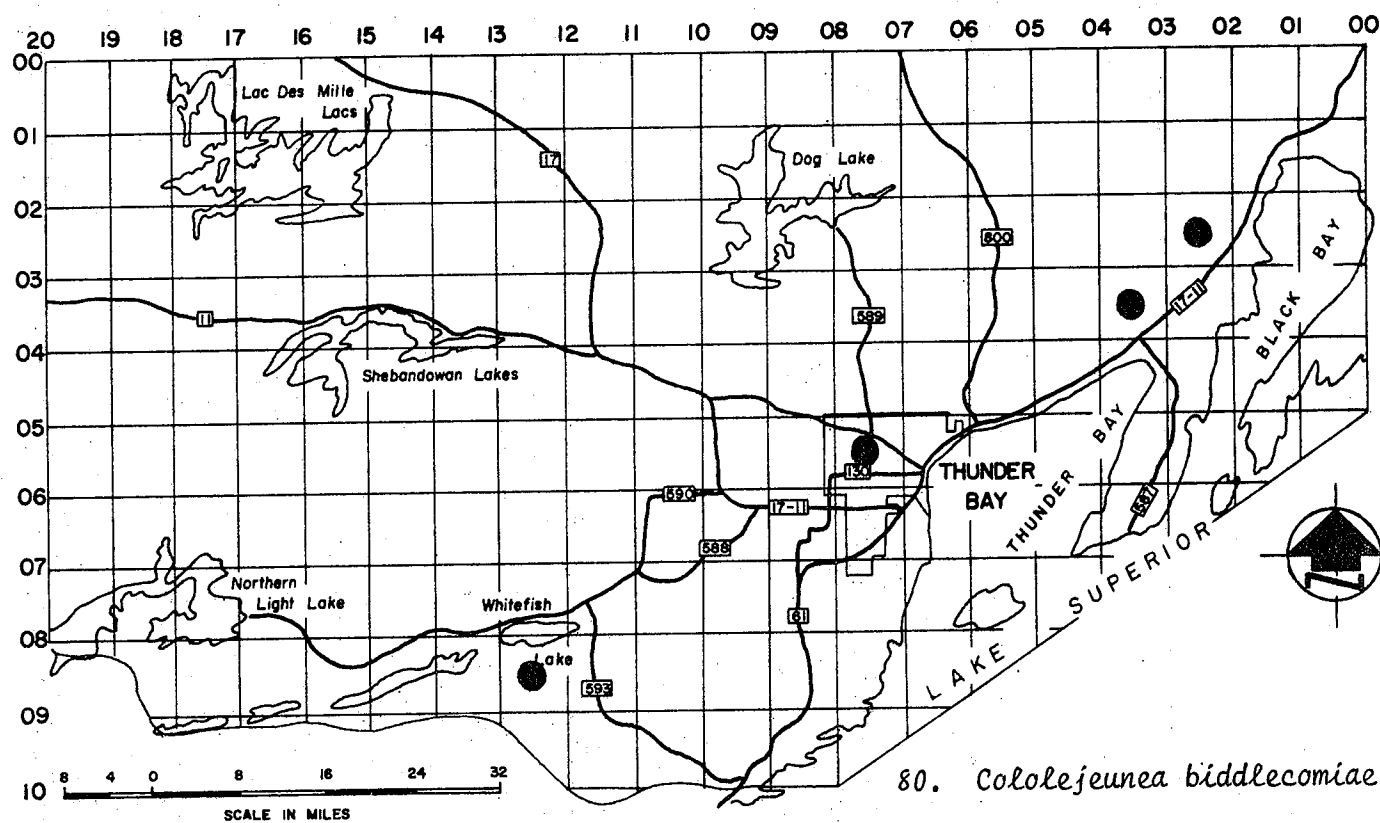 20 19 18 17 16 15 14 13 12 11 10 09 08 07 06 05 04 03 02 01 00
00
Lac Des Mille
Lacs
01
17
Dog Lake
02
600
BLACK BAY
03
11
589
17-11
04
Shebandowan Lakes
05
THUNDER BAY
130
THUNDER
BAY
06
590
17-11
587
588
07
Northern
Light Lake
Whitefish
Lake
61
LAKE SUPERIOR
N
08
593
09
10
8 4 0 8 16 24 32
SCALE IN MILES
80. Cololejeunea biddlecomiae